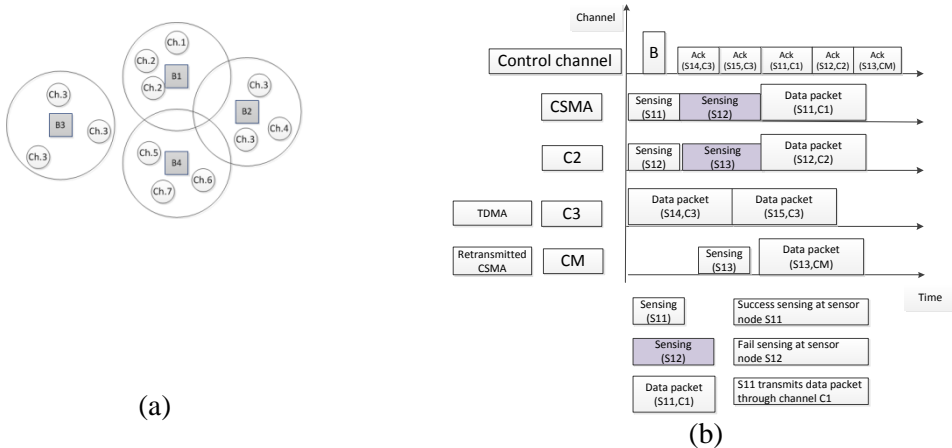 Ch.1
Ch.2
Ch.2
B1
Ch.3
B2
Ch.4
Ch.3
Ch.3
B3
Ch.3
Ch.3
Ch.5
B4
Ch.6
Ch.7
(a)
Channel
Control channel
B
Ack
(S14,C3)
Ack
(S15,C3)
Ack
(S11,C1)
Ack
(S12,C2)
Ack
(S13,CM)
CSMA
Sensing
(S11)
Sensing
(S12)
Data packet
(S11,C1)
C2
Sensing
(S12)
Sensing
(S13)
Data packet
(S12,C2)
TDMA
C3
Data packet
(S14,C3)
Data packet
(S15,C3)
Retransmitted
CSMA
CM
Sensing
(S13)
Data packet
(S13,CM)
Time
Sensing
(S11)
Success sensing at sensor
node S11
Sensing
(S12)
Fail sensing at sensor
node S12
Data packet
(S11,C1)
S11 transmits data packet
through channel C1
(b)